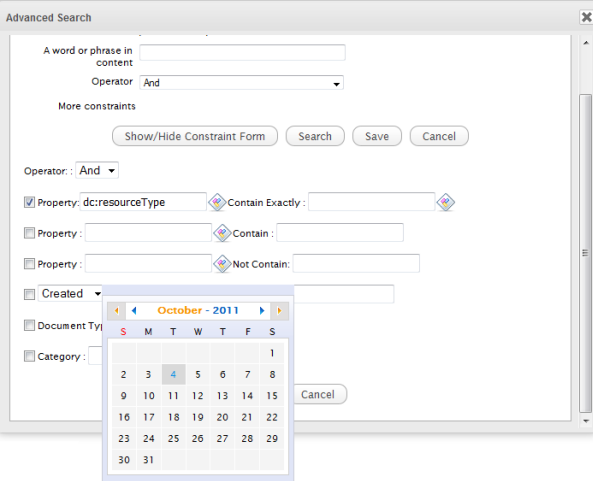 Advanced Search
A word or phrase in
content
Operator And
More constraints
Show/Hide Constraint Form Search Save Cancel
Operator: : And
Property: dc:resourceType Contain Exactly :
Property : Contain :
Property : Not Contain:
Created
October - 2011
S M T W T F S
1
Document Typ
2 3 4 5 6 7 8
Category :
9 10 11 12 13 14 15
Cancel
16 17 18 19 20 21 22
23 24 25 26 27 28 29
30 31